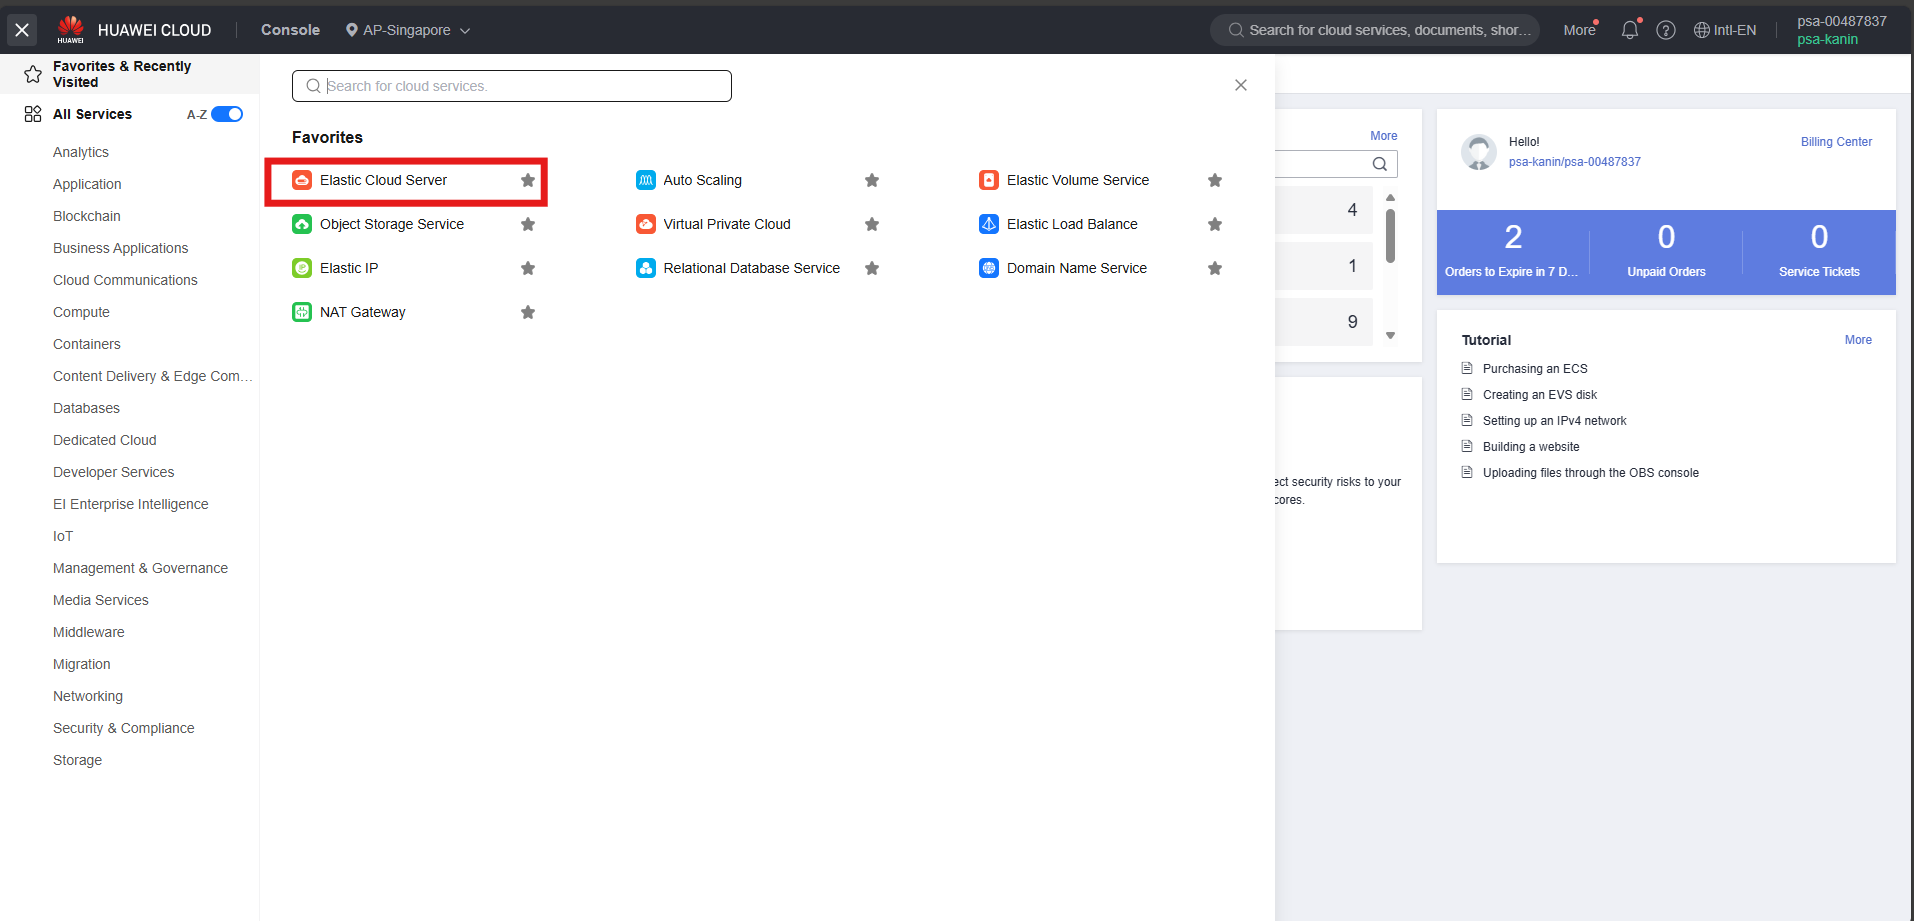 HUAWEI
HUAWEI CLOUD
Console
AP-Singapore
Search for cloud services, documents, shor...
More
Intl-EN
psa-00487837
psa-kanin
Favorites & Recently
Visited
All Services
A-Z
Analytics
Application
Blockchain
Business Applications
Cloud Communications
Compute
Containers
Content Delivery & Edge Com...
Databases
Dedicated Cloud
Developer Services
EI Enterprise Intelligence
IoT
Management & Governance
Media Services
Middleware
Migration
Networking
Security & Compliance
Storage
Search for cloud services.
Favorites
Elastic Cloud Server
Auto Scaling
Elastic Volume Service
Object Storage Service
Virtual Private Cloud
Elastic Load Balance
Elastic IP
Relational Database Service
Domain Name Service
NAT Gateway
More
4
1
9
ect security risks to your
cores.
Hello!
psa-kanin/psa-00487837
Billing Center
2
Orders to Expire in 7 D...
0
Unpaid Orders
0
Service Tickets
Tutorial
More
Purchasing an ECS
Creating an EVS disk
Setting up an IPv4 network
Building a website
Uploading files through the OBS console